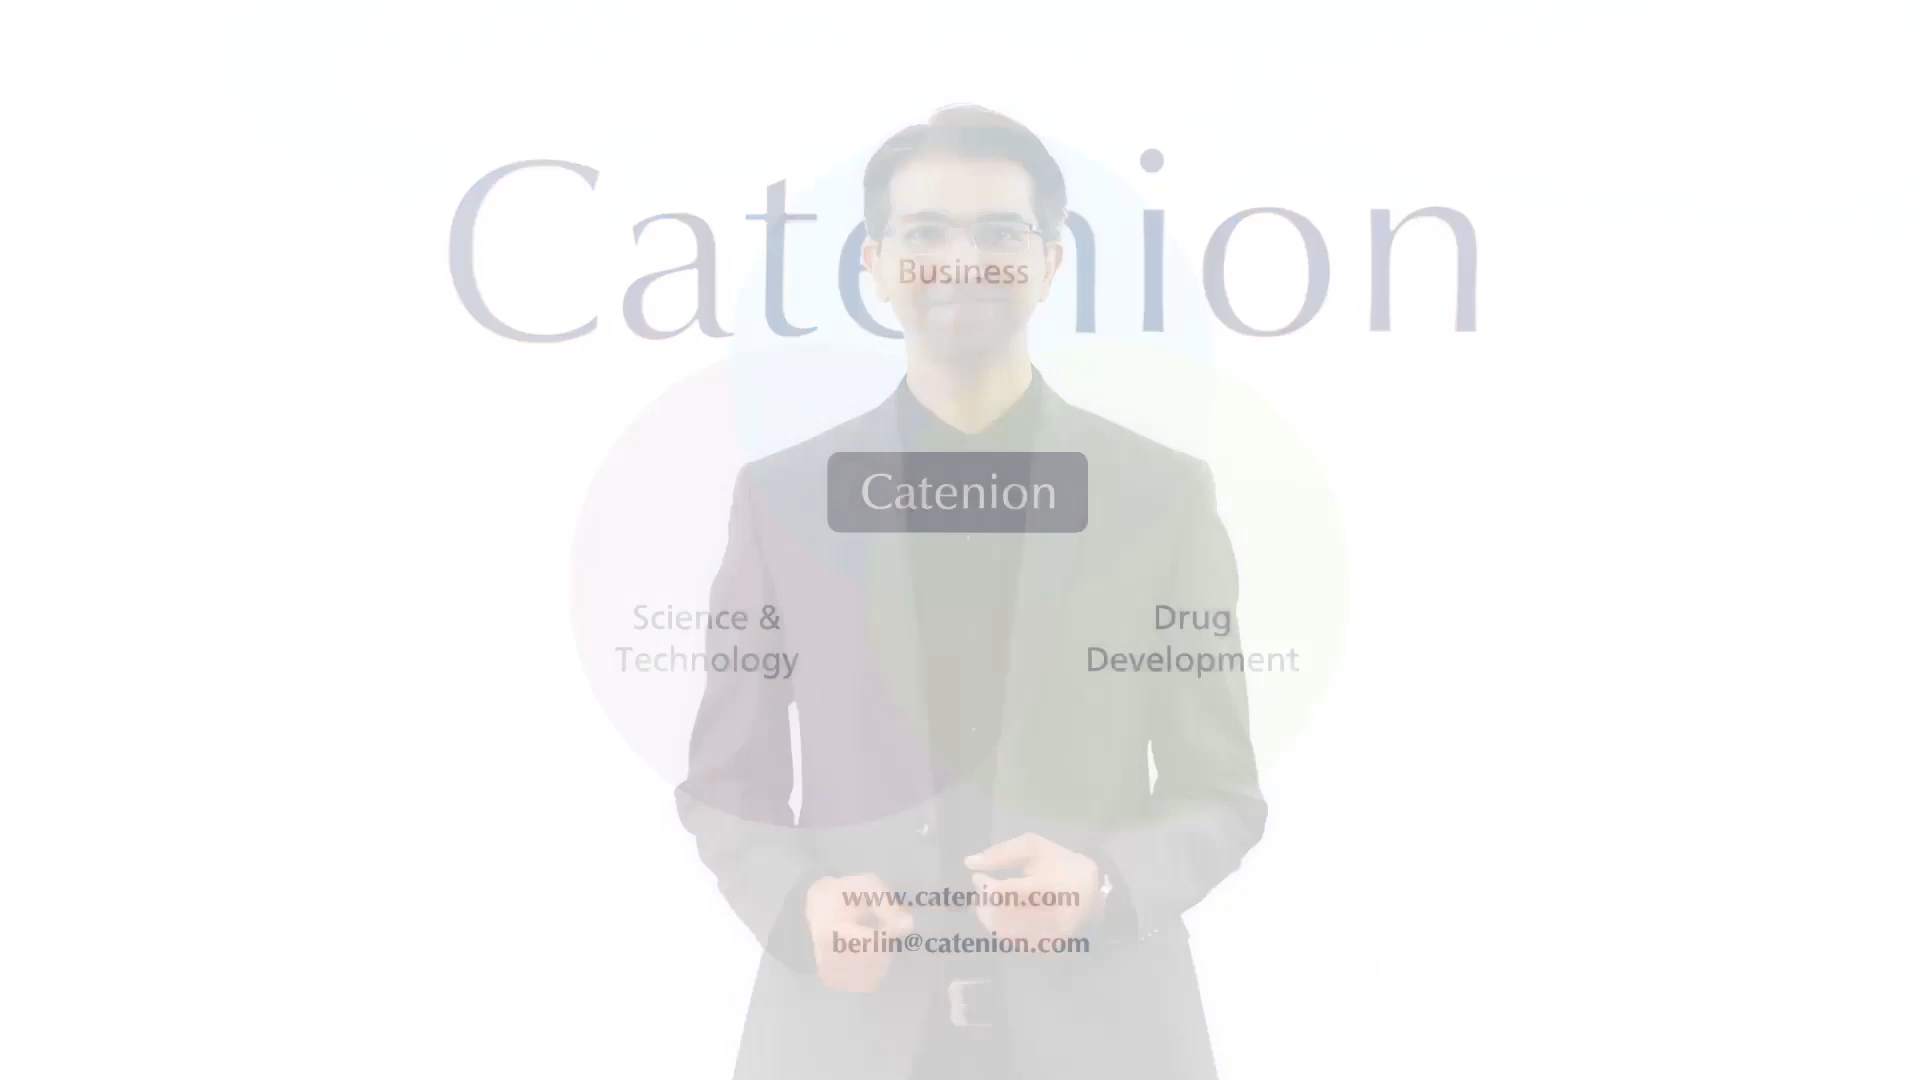 Catenion
Business
Catenion
Science &
Technology
Drug
Development
www.catenion.com
berlin@catenion.com